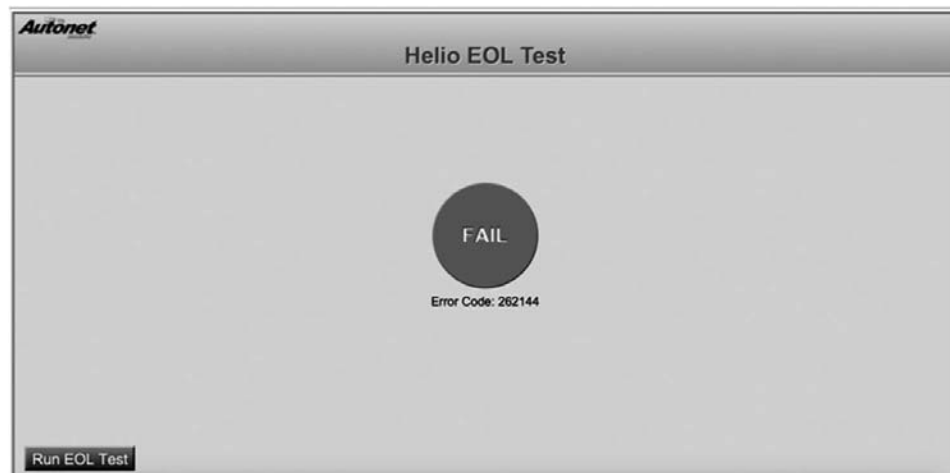 Autonet
Helio EOL Test
FAIL
Error Code: 262144
Run EOL Test